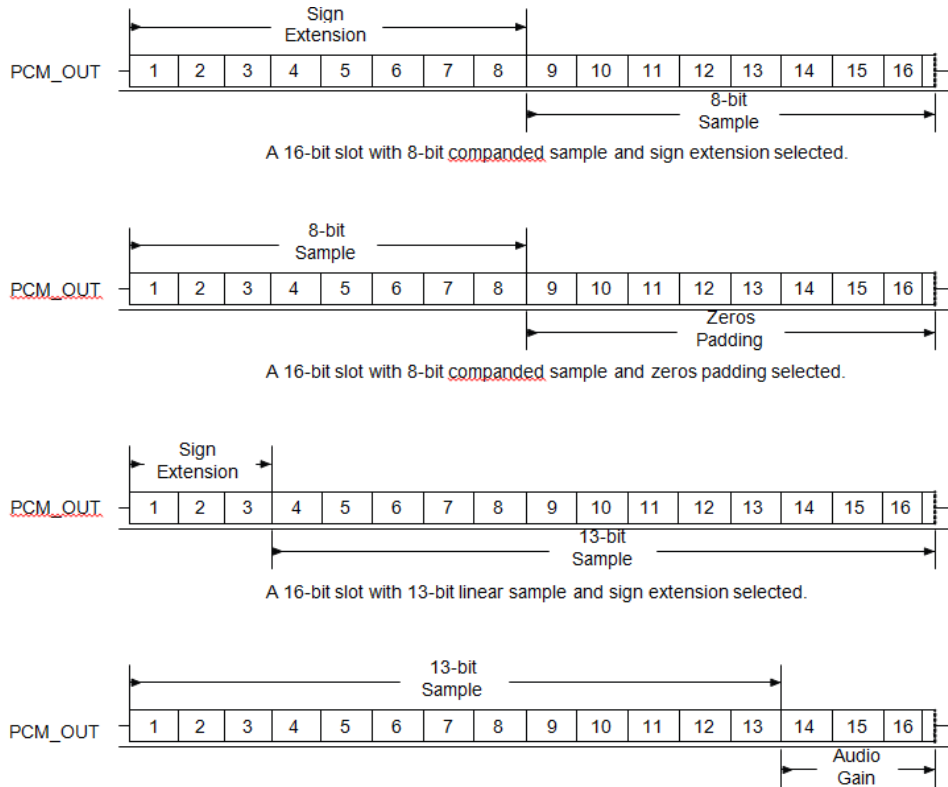 Sign
Extension
PCM_OUT 1 2 3 4 5 6 7 8 9 10 11 12 13 14 15 16
8-bit
Sample
A 16-bit slot with 8-bit companded sample and sign extension selected.
8-bit
Sample
PCM_OUT 1 2 3 4 5 6 7 8 9 10 11 12 13 14 15 16
Zeros
Padding
A 16-bit slot with 8-bit companded sample and zeros padding selected.
Sign
Extension
PCM_OUT 1 2 3 4 5 6 7 8 9 10 11 12 13 14 15 16
13-bit
Sample
A 16-bit slot with 13-bit linear sample and sign extension selected.
13-bit
Sample
PCM_OUT 1 2 3 4 5 6 7 8 9 10 11 12 13 14 15 16
Audio
Gain